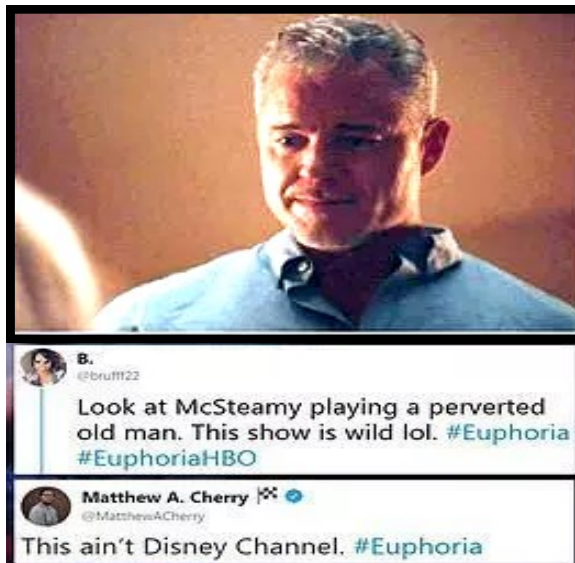 B.
@brufff22
Look at McSteamy playing a perverted
old man. This show is wild lol. #Euphoria
#EuphoriaHBO
Matthew A. Cherry
@MatthewACherry
This ain't Disney Channel. #Euphoria